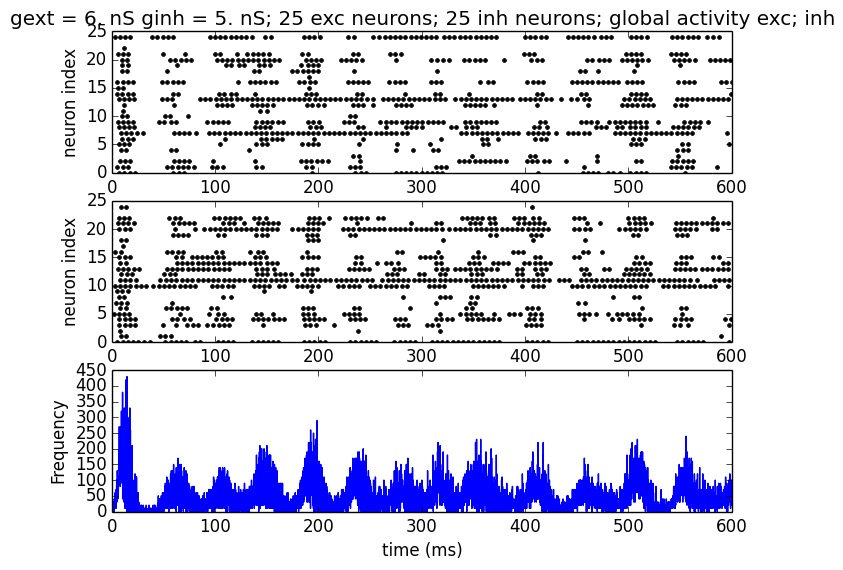 gext = 6. nS ginh = 5. nS; 25 exc neurons; 25 inh neurons; global activity exc; inh
25
20
15
10
5
0
neuron index
0 100 200 300 400 500 600
25
20
15
10
5
0
neuron index
0 100 200 300 400 500 600
450
400
350
300
250
200
150
100
50
0
Frequency
0 100 200 300 400 500 600
time (ms)